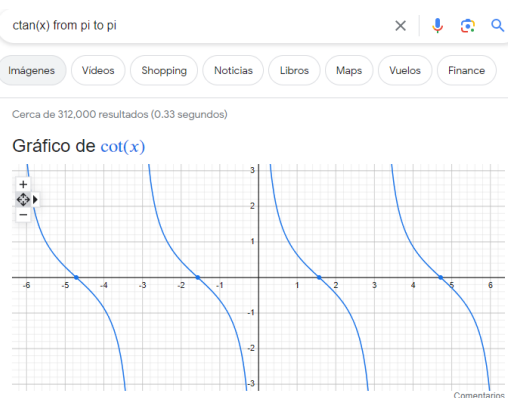 ctan(x) from pi to pi
Imágenes Vídeos Shopping Noticias Libros Maps Vuelos Finance
Cerca de 312,000 resultados (0.33 segundos)
Gráfico de cot(x)
3
2
1
-6 -5 -4 -3 -2 -1 1 2 3 4 5 6
-1
-2
-3
Comentarios